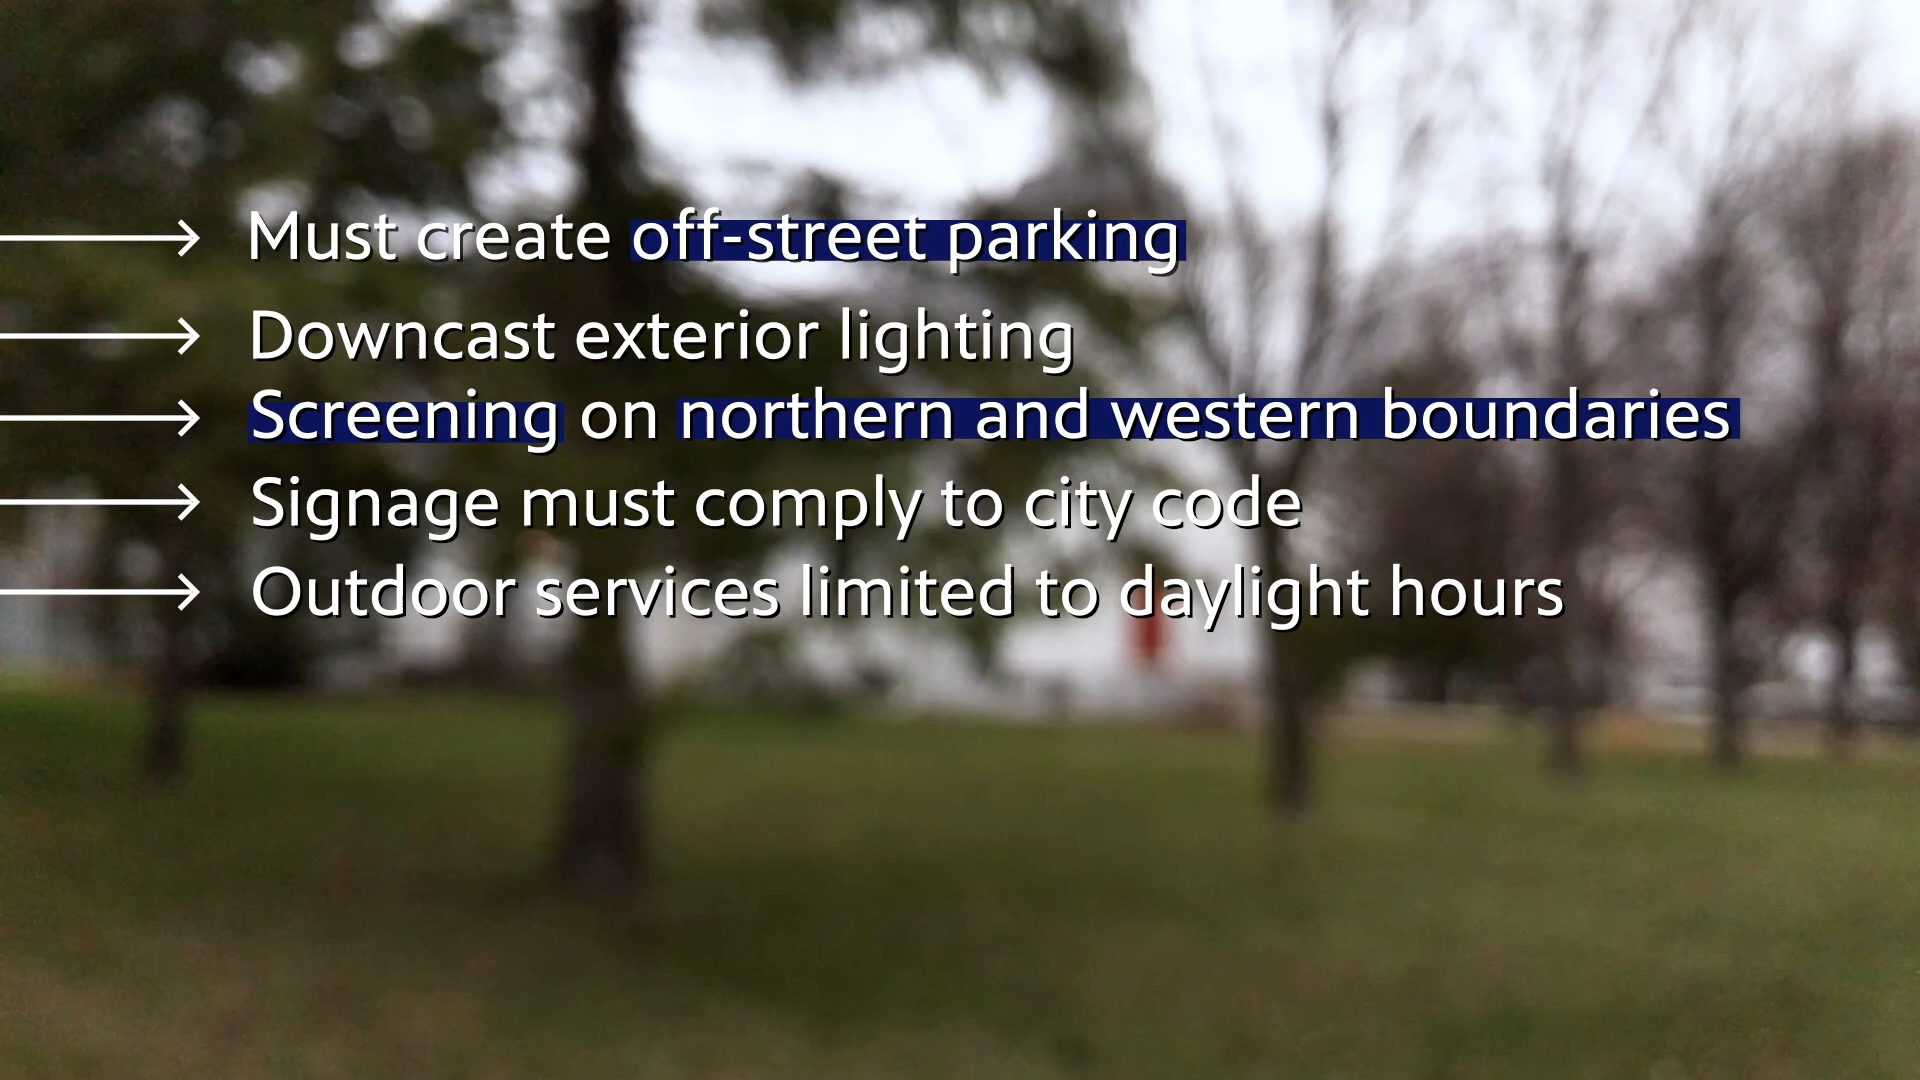 Must create off-street parking
Downcast exterior lighting
Screening on northern and western boundaries
Signage must comply to city code
Outdoor services limited to daylight hours